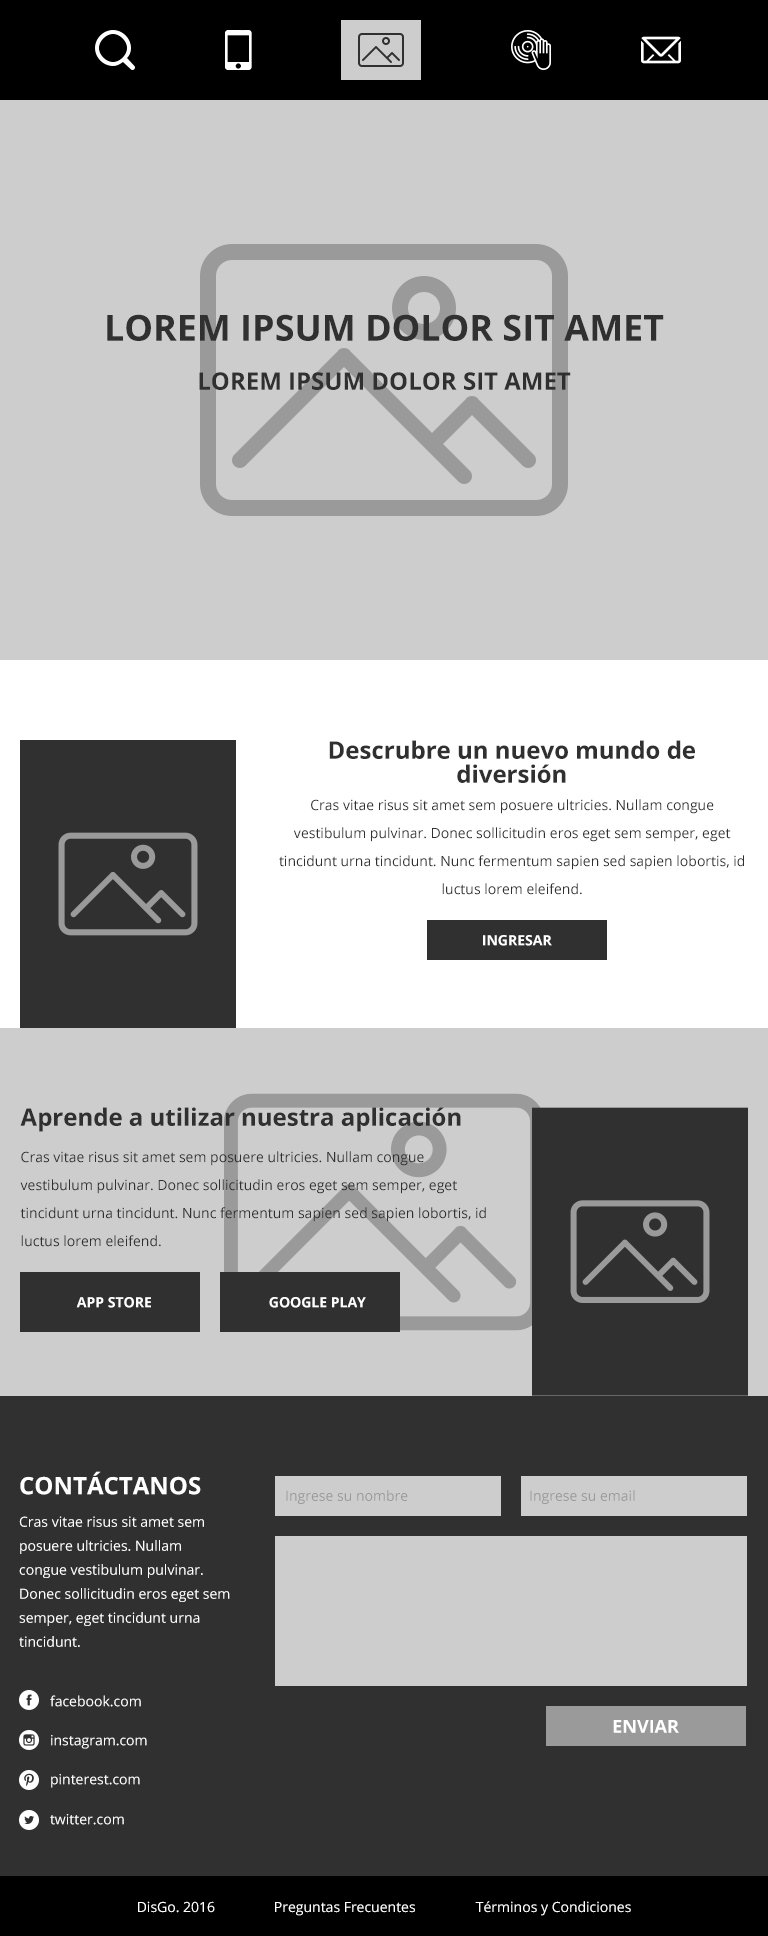 LOREM IPSUM DOLOR SIT AMET
LOREM IPSUM DOLOR SIT AMET
Descrubre un nuevo mundo de
diversión
Cras vitae risus sit amet sem posuere ultricies. Nullam congue
vestibulum pulvinar. Donec sollicitudin eros eget sem semper, eget
tincidunt urna tincidunt. Nunc fermentum sapien sed sapien lobortis, id
luctus lorem eleifend.
INGRESAR
Aprende a utilizar nuestra aplicación
Cras vitae risus sit amet sem posuere ultricies. Nullam congue
vestibulum pulvinar. Donec sollicitudin eros eget sem semper, eget
tincidunt urna tincidunt. Nunc fermentum sapien sed sapien lobortis, id
luctus lorem eleifend.
APP STORE
GOOGLE PLAY
CONTÁCTANOS
Cras vitae risus sit amet sem
posuere ultricies. Nullam
congue vestibulum pulvinar.
Donec sollicitudin eros eget sem
semper, eget tincidunt urna
tincidunt.
facebook.com
instagram.com
pinterest.com
twitter.com
Ingrese su nombre
Ingrese su email
ENVIAR
DisGo. 2016
Preguntas Frecuentes
Términos y Condiciones